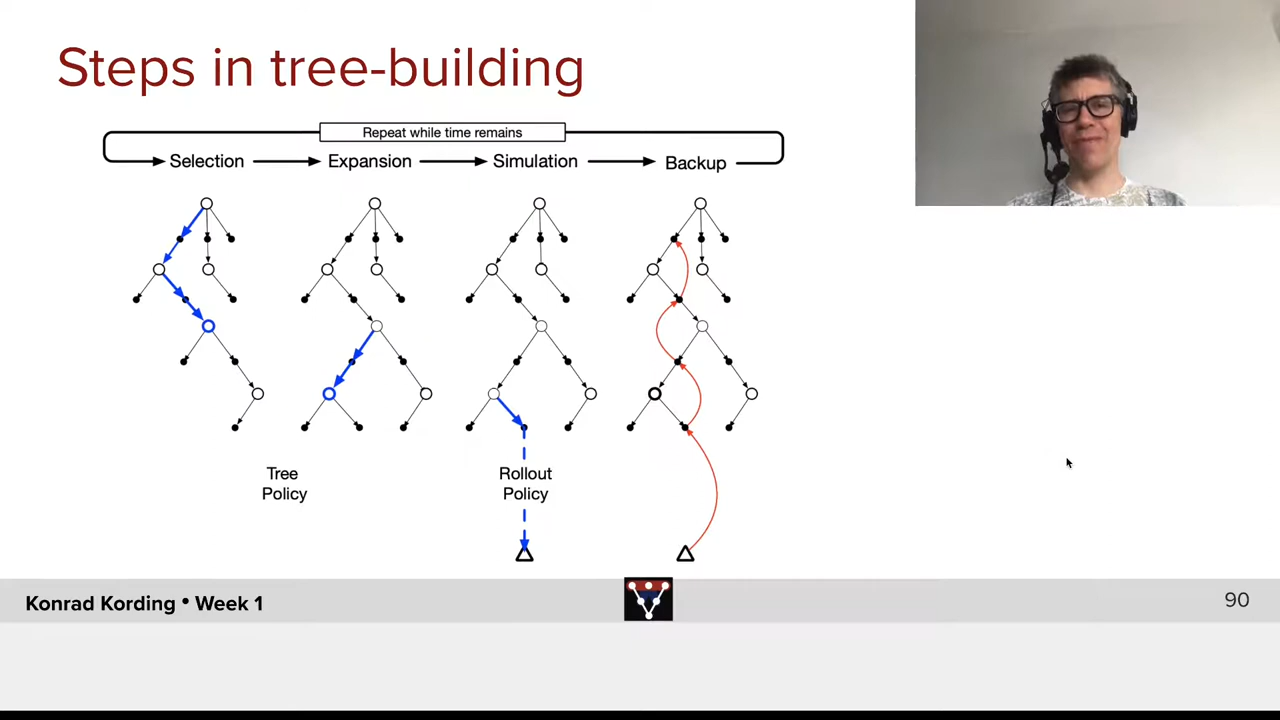 Steps in tree-building
Repeat while time remains
Selection
Expansion
Simulation
Backup
Tree
Policy
Rollout
Policy
Konrad Kording • Week 1
90